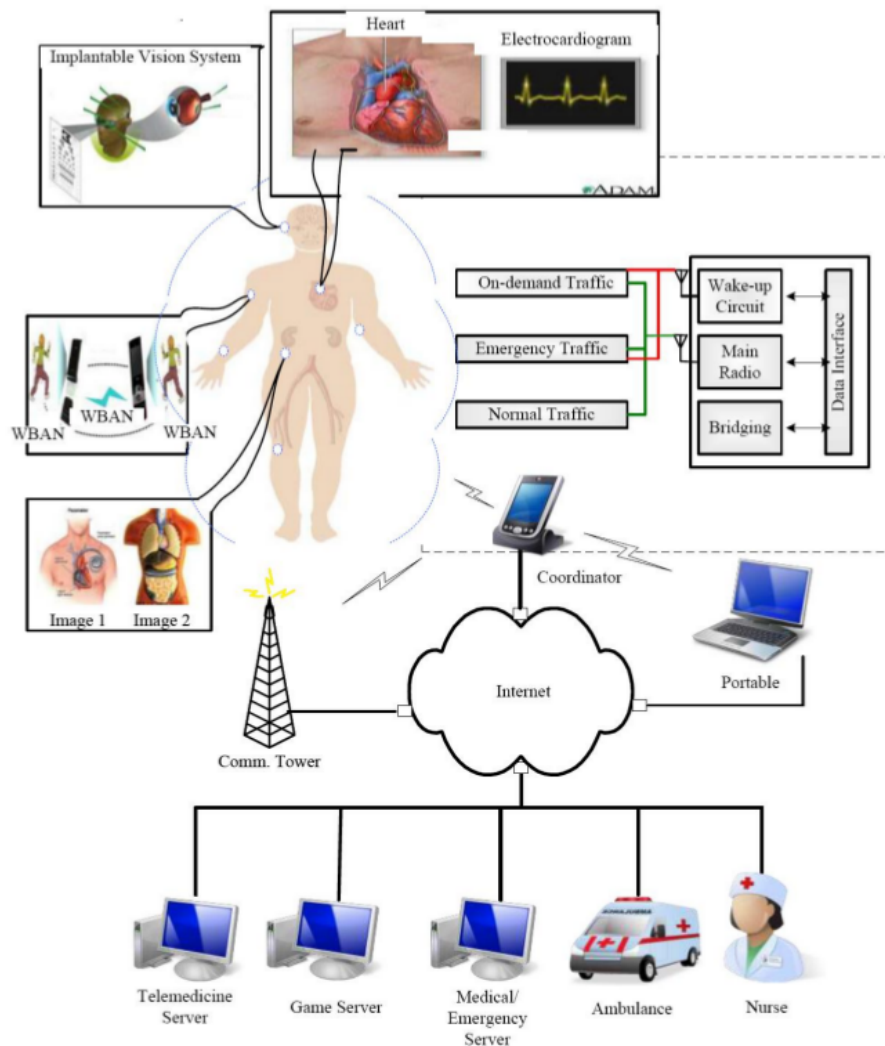 Heart
Electrocardiogram
Implantable Vision System
ADAM
On-demand Traffic
Emergency Traffic
Normal Traffic
Wake-up
Circuit
Main
Radio
Bridging
Data Interface
WBAN
WBAN
WBAN
Image 1
Image 2
Coordinator
Internet
Portable
Comm. Tower
Telemedicine
Server
Game Server
Medical/
Emergency
Server
AMBULANCE
Ambulance
Nurse